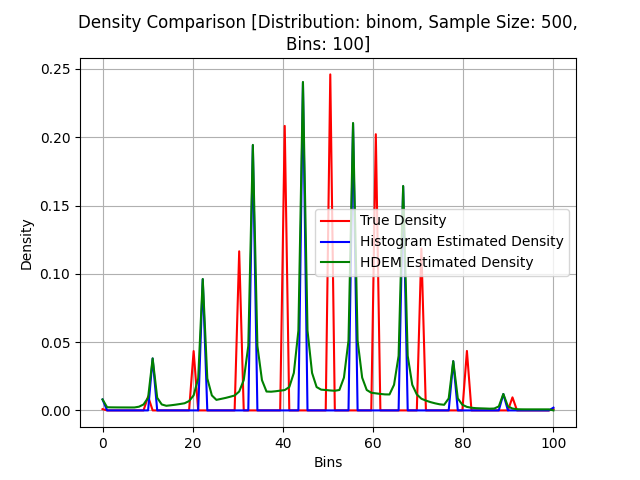 Density Comparison [Distribution: binom, Sample Size: 500,
Bins: 100]
0.25
0.20
0.15
0.10
0.05
0.00
Density
True Density
Histogram Estimated Density
HDEM Estimated Density
0 20 40 60 80 100
Bins